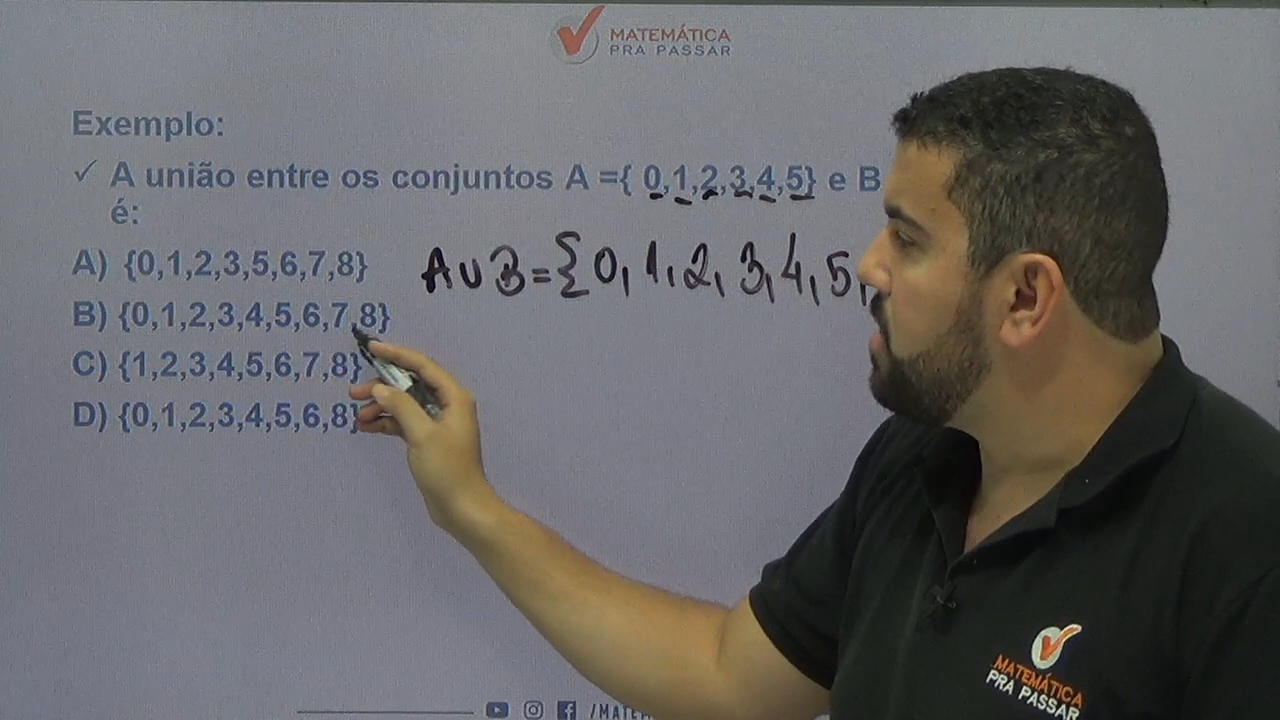 MATEMÁTICA
PRA PASSAR
Exemplo:
✓ A união entre os conjuntos A ={ 0,1,2,3,4,5} e B
é:
A) {0,1,2,3,5,6,7,8}
A∪B={0, 1, 2, 3, 4, 5,
B) {0,1,2,3,4,5,6,7,8}
C) {1,2,3,4,5,6,7,8}
D) {0,1,2,3,4,5,6,8}
MATEMÁTICA
PRA PASSAR